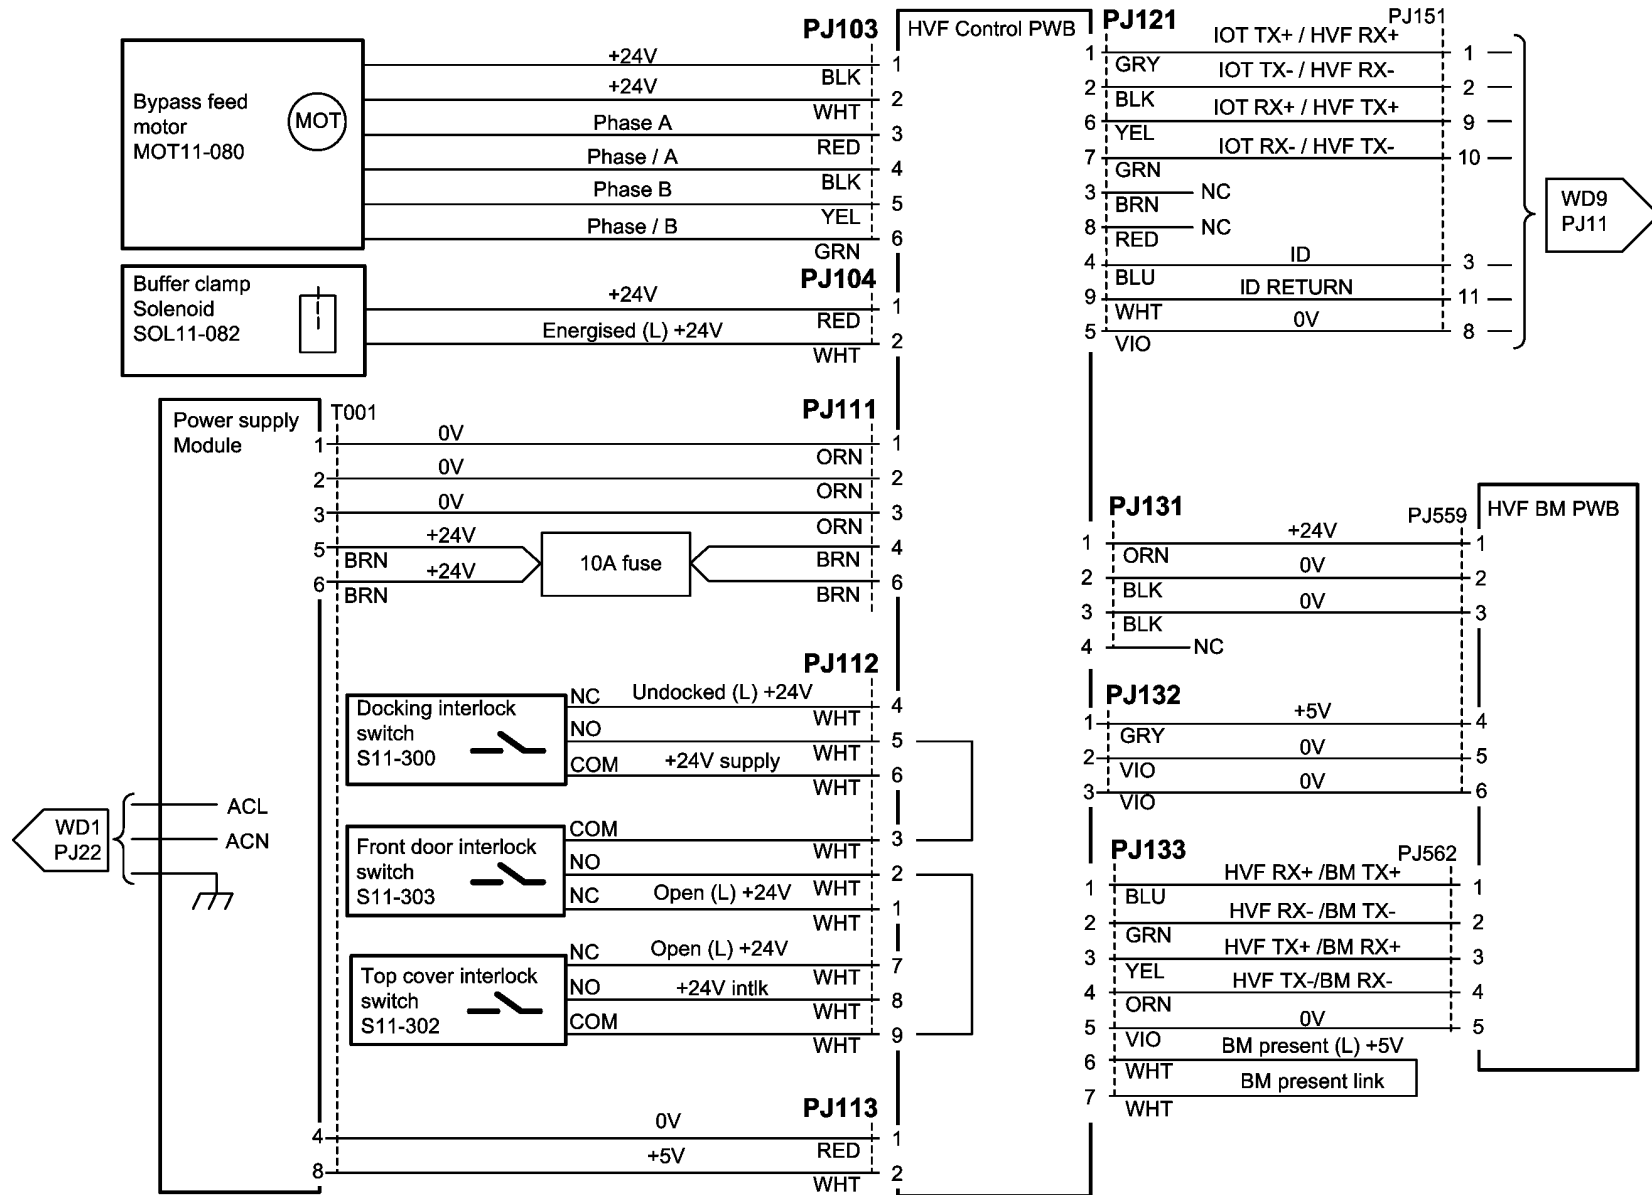 PJ103
HVF Control PWB
PJ121
PJ151
Bypass feed
motor
MOT11-080
MOT
+24V
BLK
1
+24V
WHT
2
Phase A
RED
3
Phase / A
BLK
4
Phase B
YEL
5
Phase / B
GRN
6
1
GRY
IOT TX+ / HVF RX+
1
2
BLK
IOT TX- / HVF RX-
2
6
YEL
IOT RX+ / HVF TX+
9
7
GRN
IOT RX- / HVF TX-
10
3
BRN
NC
8
RED
NC
4
BLU
ID
3
9
WHT
ID RETURN
11
5
VIO
0V
8
WD9
PJ11
Buffer clamp
Solenoid
SOL11-082
PJ104
+24V
RED
1
Energised (L) +24V
WHT
2
Power supply
Module
T001
PJ111
1
0V
ORN
1
2
0V
ORN
2
3
0V
ORN
3
5
BRN
+24V
10A fuse
BRN
4
6
BRN
+24V
BRN
6
PJ112
Docking interlock
switch
S11-300
NC
Undocked (L) +24V
WHT
4
NO
WHT
5
COM
+24V supply
WHT
6
WD1
PJ22
ACL
ACN
Front door interlock
switch
S11-303
COM
WHT
3
NO
WHT
2
NC
Open (L) +24V
WHT
1
Top cover interlock
switch
S11-302
NC
Open (L) +24V
WHT
7
NO
+24V intlk
WHT
8
COM
WHT
9
PJ113
4
0V
RED
1
8
+5V
WHT
2
PJ131
PJ559
HVF BM PWB
1
ORN
+24V
1
2
BLK
0V
2
3
BLK
0V
3
4
NC
PJ132
1
GRY
+5V
4
2
VIO
0V
5
3
VIO
0V
6
PJ133
PJ562
1
BLU
HVF RX+ /BM TX+
1
2
GRN
HVF RX- /BM TX-
2
3
YEL
HVF TX+ /BM RX+
3
4
ORN
HVF TX-/BM RX-
4
5
VIO
0V
5
6
WHT
BM present (L) +5V
7
WHT
BM present link